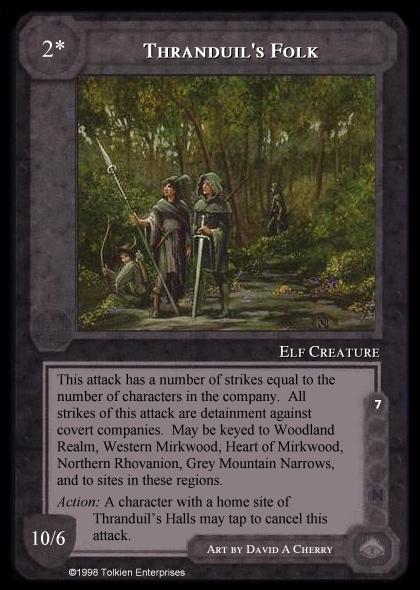 2*
Thranduil's Folk
Elf Creature
This attack has a number of strikes equal to the
number of characters in the company. All
strikes of this attack are detainment against
covert companies. May be keyed to Woodland
Realm, Western Mirkwood, Heart of Mirkwood,
Northern Rhovanion, Grey Mountain Narrows,
and to sites in these regions.
Action: A character with a home site of
Thranduil's Halls may tap to cancel this
attack.
7
N
10/6
Art by David A Cherry
©1998 Tolkien Enterprises